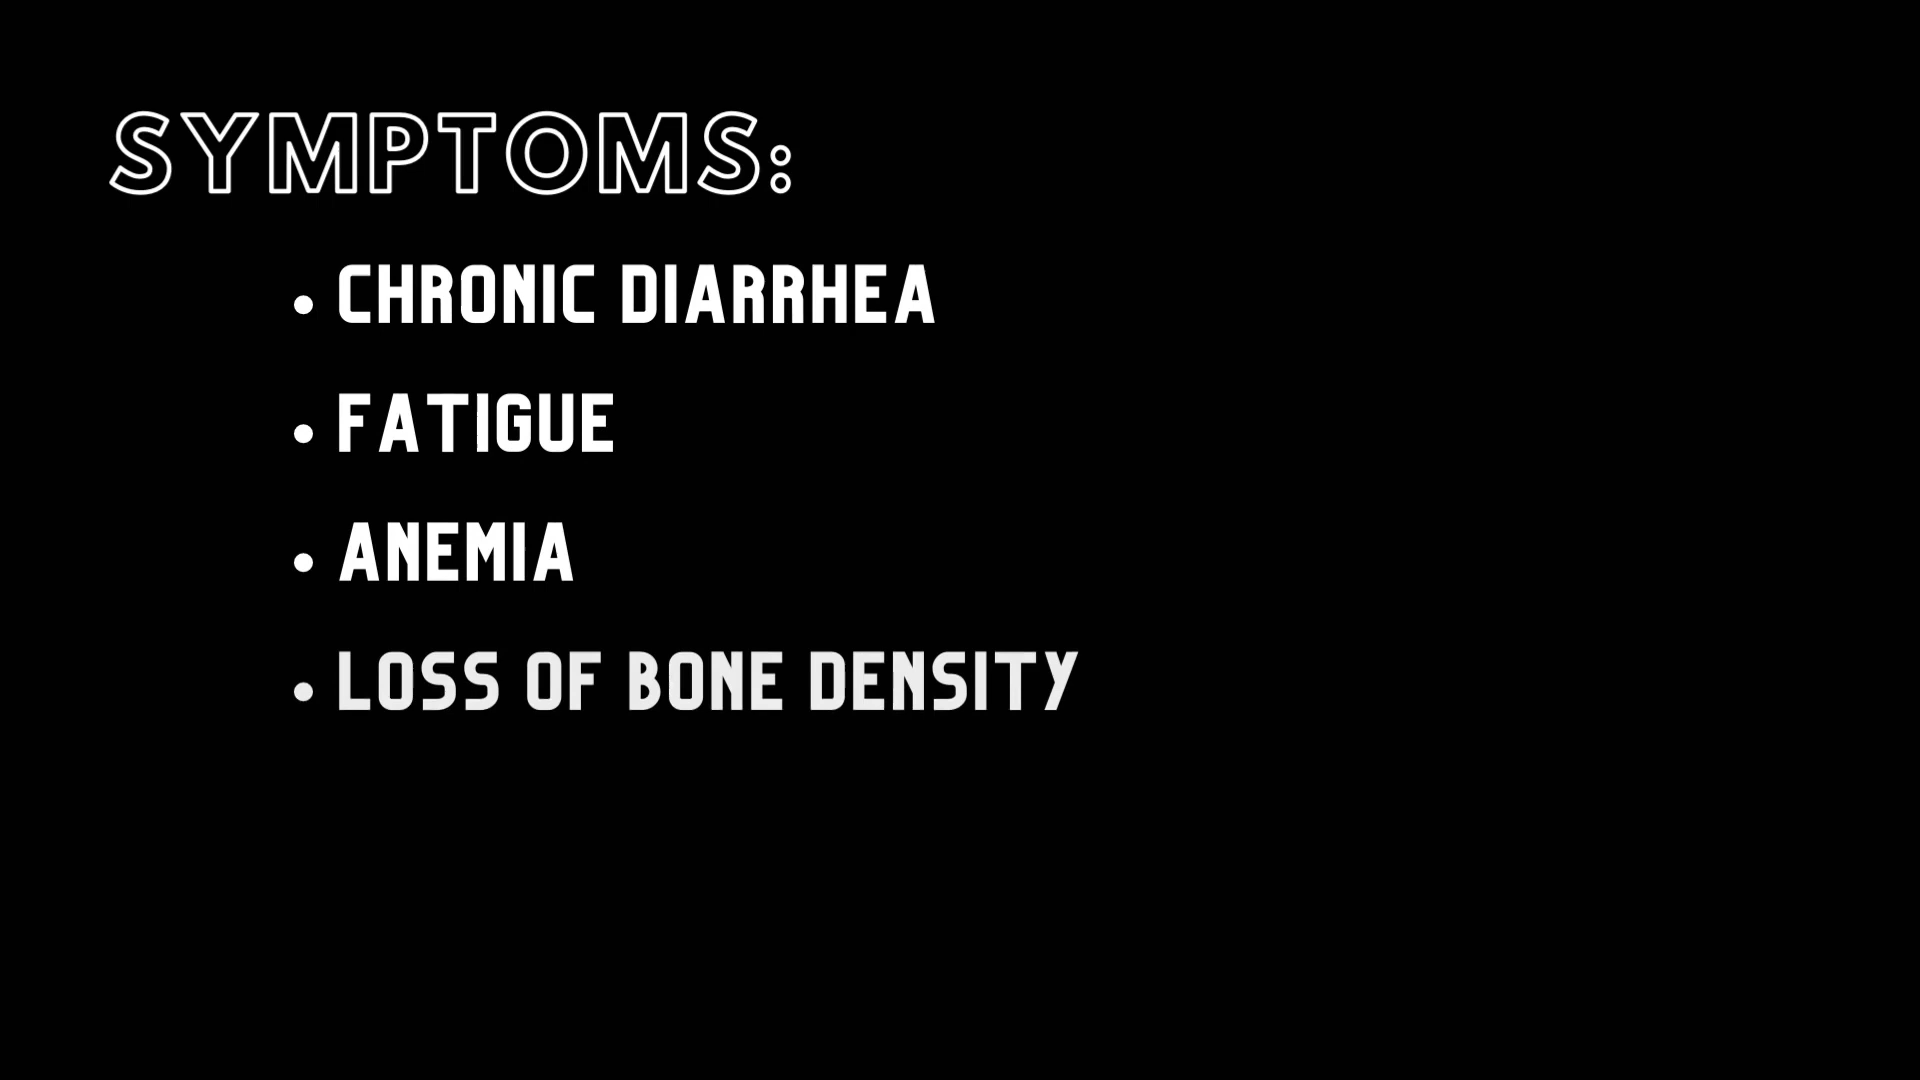 SYMPTOMS:
• CHRONIC DIARRHEA
• FATIGUE
• ANEMIA
• LOSS OF BONE DENSITY